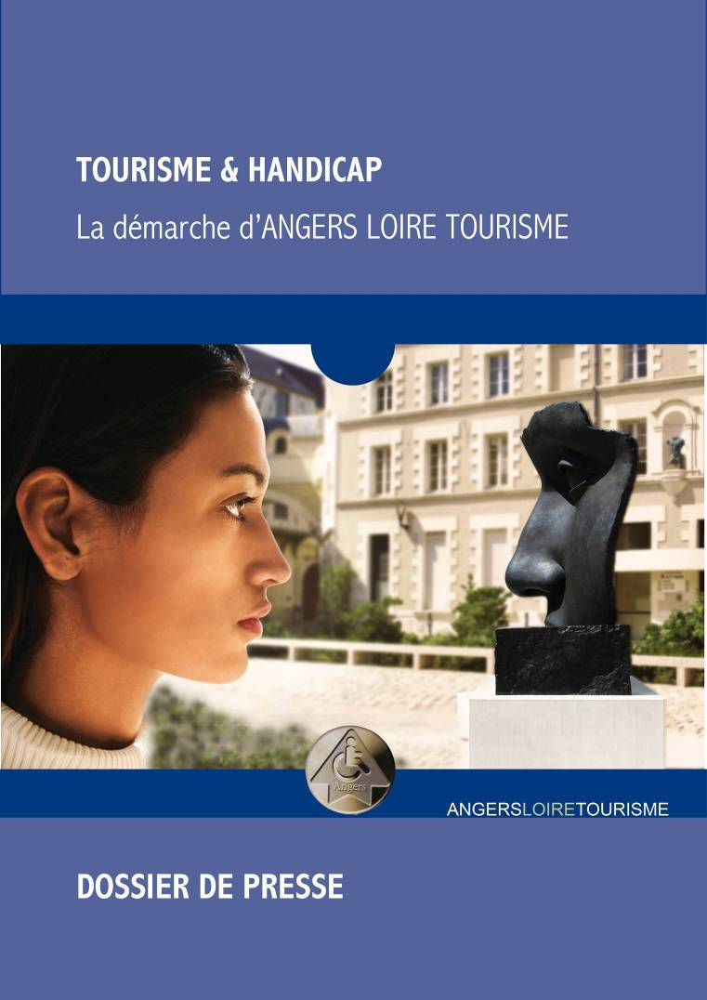 TOURISME & HANDICAP
La démarche d'ANGERS LOIRE TOURISME
Angers
ANGERSLOIRETOURISME
DOSSIER DE PRESSE